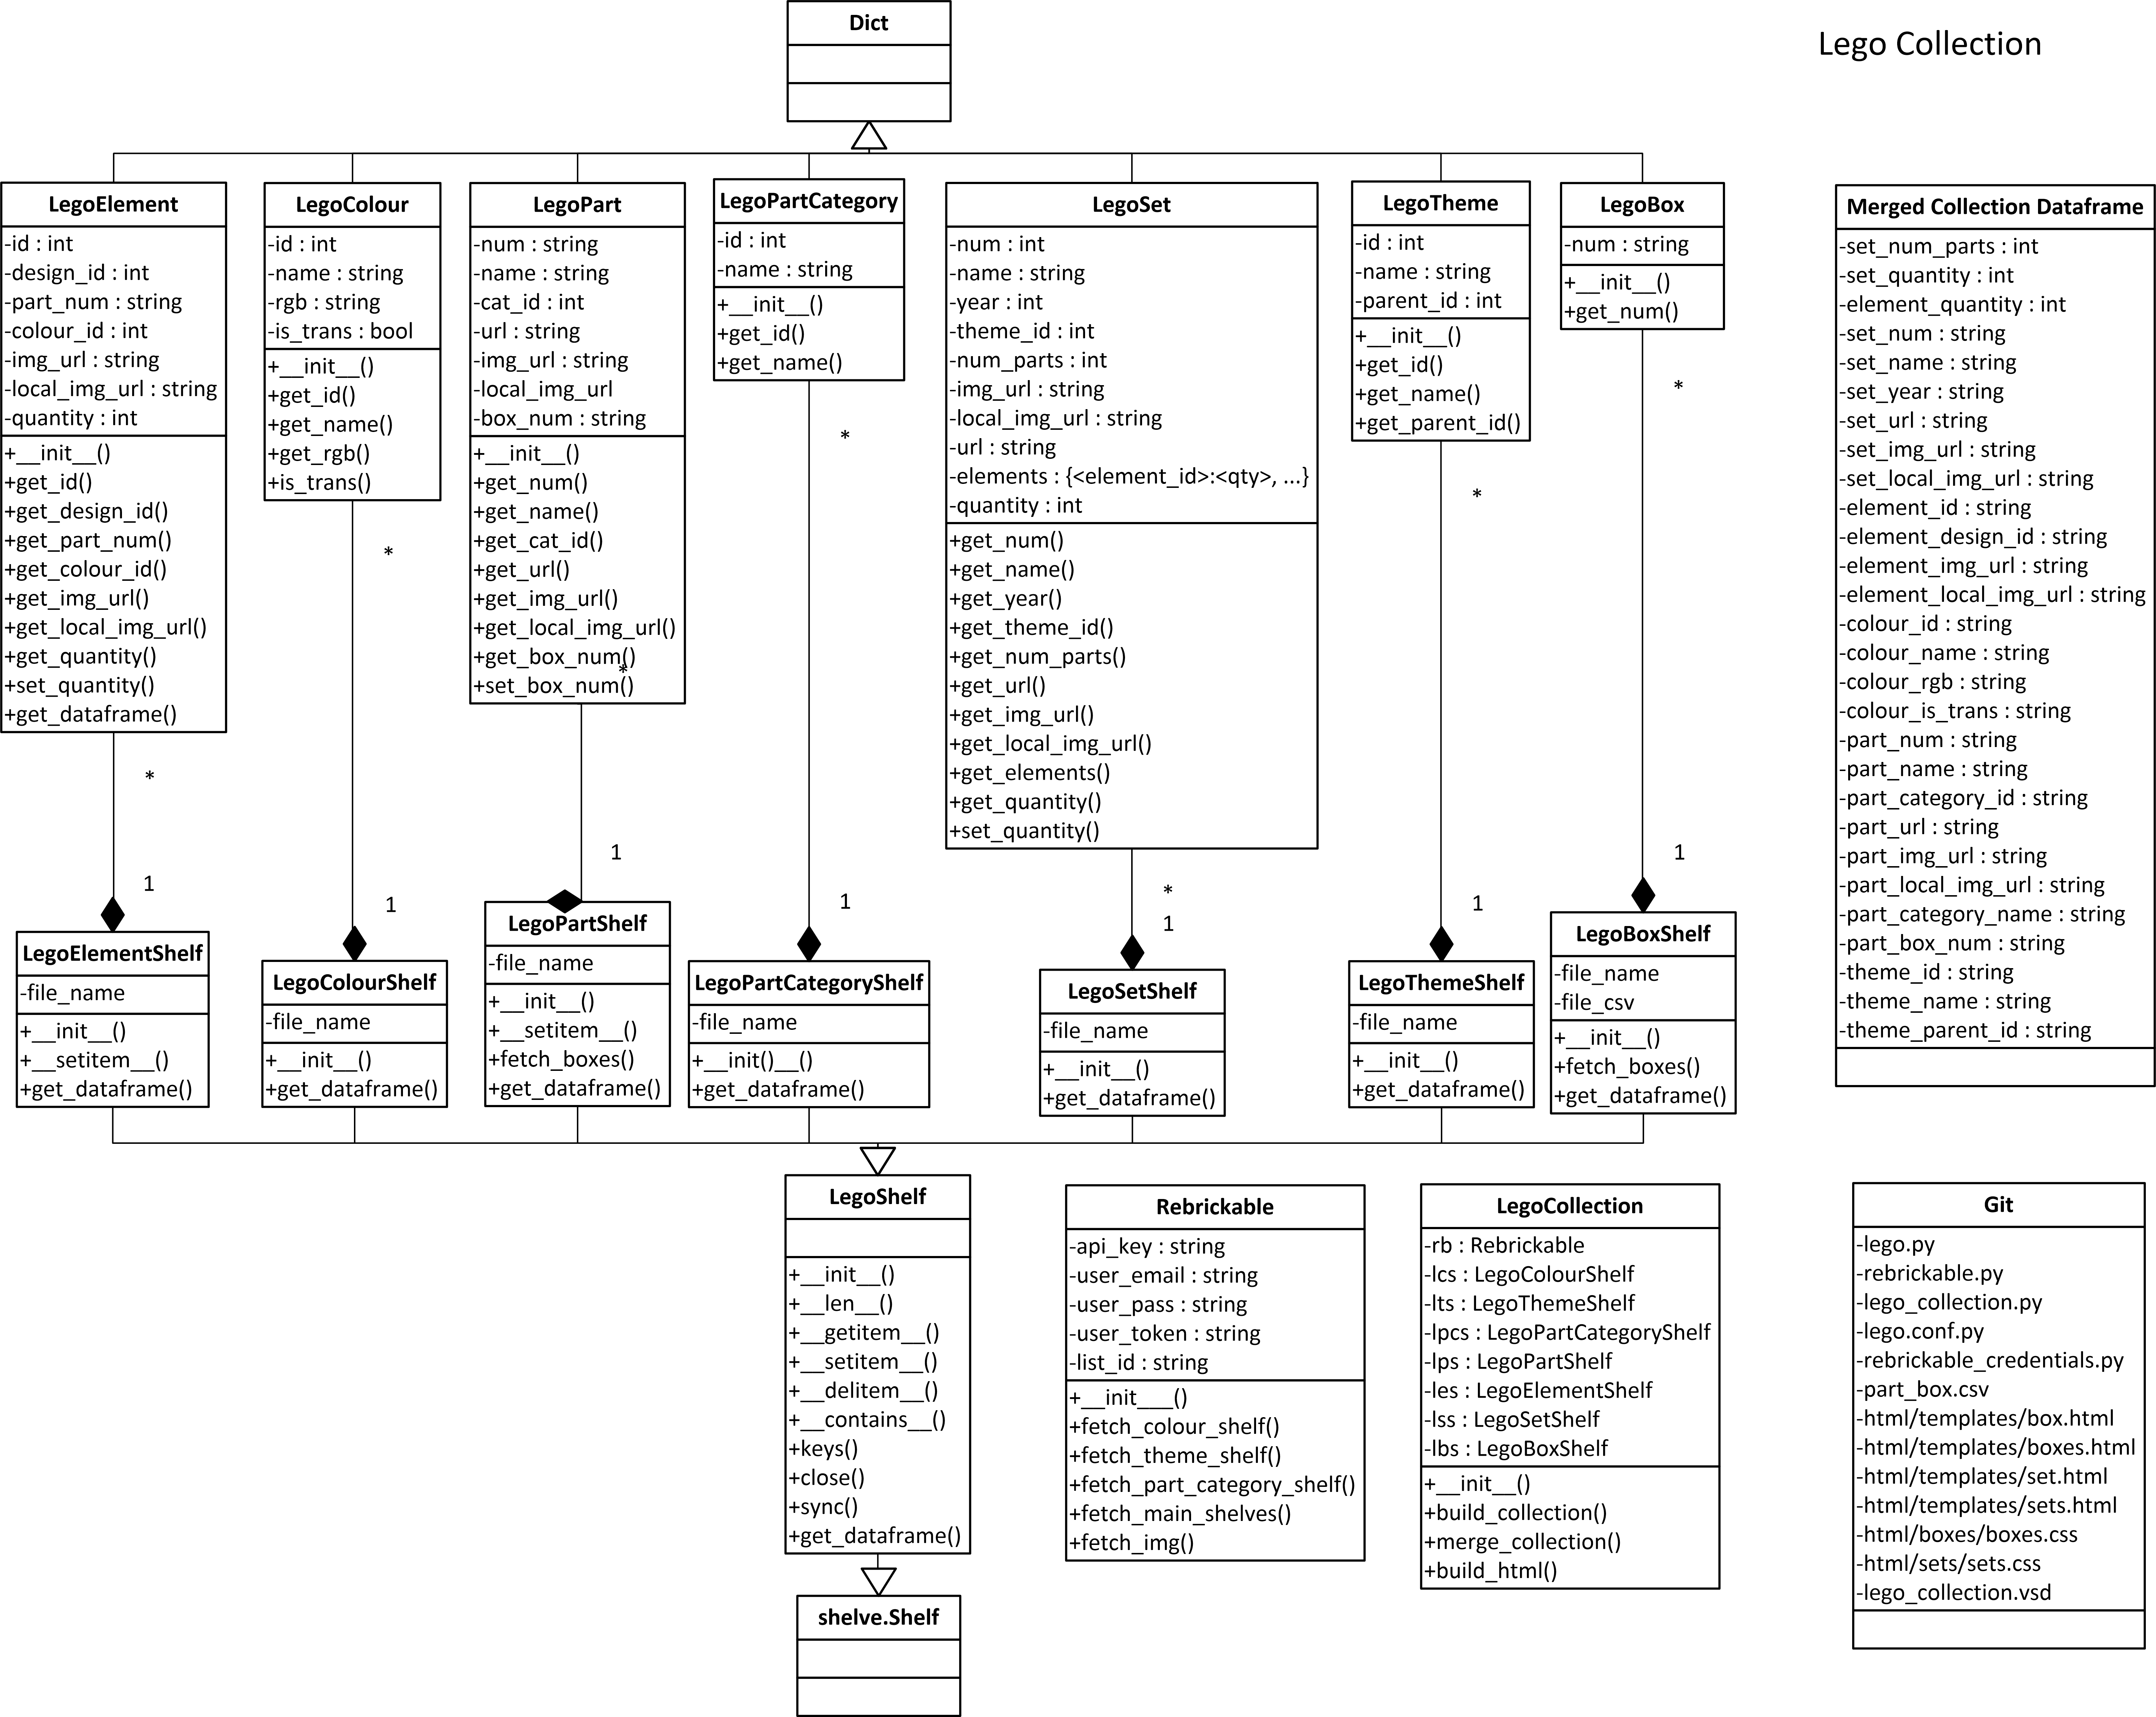 Dict
Lego Collection
LegoElement
-id : int
-design_id : int
-part_num : string
-colour_id : int
-img_url : string
-local_img_url : string
-quantity : int
+__init__()
+get_id()
+get_design_id()
+get_part_num()
+get_colour_id()
+get_img_url()
+get_local_img_url()
+get_quantity()
+set_quantity()
+get_dataframe()
LegoColour
-id : int
-name : string
-rgb : string
-is_trans : bool
+__init__()
+get_id()
+get_name()
+get_rgb()
+is_trans()
LegoPart
-num : string
-name : string
-cat_id : int
-url : string
-img_url : string
-local_img_url
-box_num : string
+__init__()
+get_num()
+get_name()
+get_cat_id()
+get_url()
+get_img_url()
+get_local_img_url()
+get_box_num()
*
+set_box_num()
LegoPartCategory
-id : int
-name : string
+__init__()
+get_id()
+get_name()
LegoSet
-num : int
-name : string
-year : int
-theme_id : int
-num_parts : int
-img_url : string
-local_img_url : string
-url : string
-elements : {<element_id>:<qty>, ...}
-quantity : int
+get_num()
+get_name()
+get_year()
+get_theme_id()
+get_num_parts()
+get_url()
+get_img_url()
+get_local_img_url()
+get_elements()
+get_quantity()
+set_quantity()
LegoTheme
-id : int
-name : string
-parent_id : int
+__init__()
+get_id()
+get_name()
+get_parent_id()
LegoBox
-num : string
+__init__()
+get_num()
Merged Collection Dataframe
-set_num_parts : int
-set_quantity : int
-element_quantity : int
-set_num : string
-set_name : string
-set_year : string
-set_url : string
-set_img_url : string
-set_local_img_url : string
-element_id : string
-element_design_id : string
-element_img_url : string
-element_local_img_url : string
-colour_id : string
-colour_name : string
-colour_rgb : string
-colour_is_trans : string
-part_num : string
-part_name : string
-part_category_id : string
-part_url : string
-part_img_url : string
-part_local_img_url : string
-part_category_name : string
-part_box_num : string
-theme_id : string
-theme_name : string
-theme_parent_id : string
*
1
*
1
1
*
1
*
1
*
1
*
1
LegoElementShelf
-file_name
+__init__()
+__setitem__()
+get_dataframe()
LegoColourShelf
-file_name
+__init__()
+get_dataframe()
LegoPartShelf
-file_name
+__init__()
+__setitem__()
+fetch_boxes()
+get_dataframe()
LegoPartCategoryShelf
-file_name
+__init()__()
+get_dataframe()
LegoSetShelf
-file_name
+__init__()
+get_dataframe()
LegoThemeShelf
-file_name
+__init__()
+get_dataframe()
LegoBoxShelf
-file_name
-file_csv
+__init__()
+fetch_boxes()
+get_dataframe()
LegoShelf
+__init__()
+__len__()
+__getitem__()
+__setitem__()
+__delitem__()
+__contains__()
+keys()
+close()
+sync()
+get_dataframe()
shelve.Shelf
Rebrickable
-api_key : string
-user_email : string
-user_pass : string
-user_token : string
-list_id : string
+__init___()
+fetch_colour_shelf()
+fetch_theme_shelf()
+fetch_part_category_shelf()
+fetch_main_shelves()
+fetch_img()
LegoCollection
-rb : Rebrickable
-lcs : LegoColourShelf
-lts : LegoThemeShelf
-lpcs : LegoPartCategoryShelf
-lps : LegoPartShelf
-les : LegoElementShelf
-lss : LegoSetShelf
-lbs : LegoBoxShelf
+__init__()
+build_collection()
+merge_collection()
+build_html()
Git
-lego.py
-rebrickable.py
-lego_collection.py
-lego.conf.py
-rebrickable_credentials.py
-part_box.csv
-html/templates/box.html
-html/templates/boxes.html
-html/templates/set.html
-html/templates/sets.html
-html/boxes/boxes.css
-html/sets/sets.css
-lego_collection.vsd